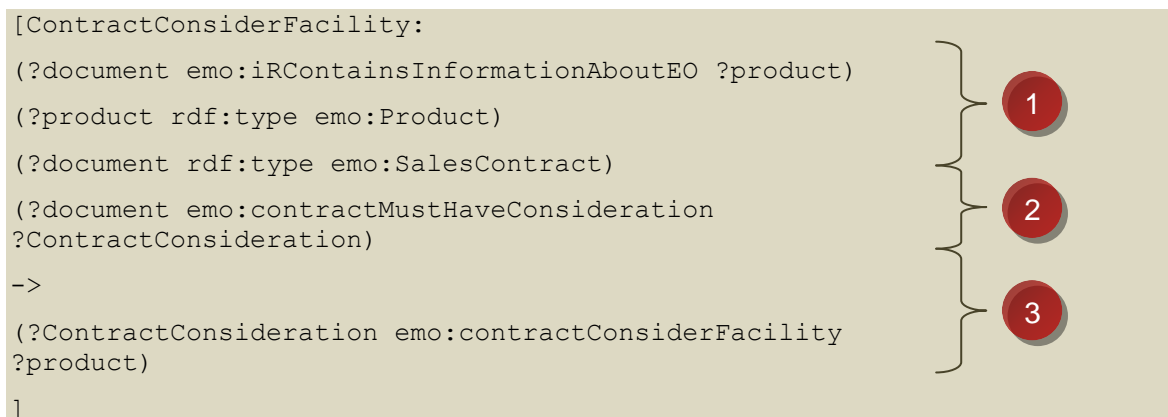 [ContractConsiderFacility:
(?document emo:iRContainsInformationAboutEO ?product)
(?product rdf:type emo:Product)
1
(?document rdf:type emo:SalesContract)
(?document emo:contractMustHaveConsideration
2
?ContractConsideration)
->
(?ContractConsideration emo:contractConsiderFacility
3
?product)
]